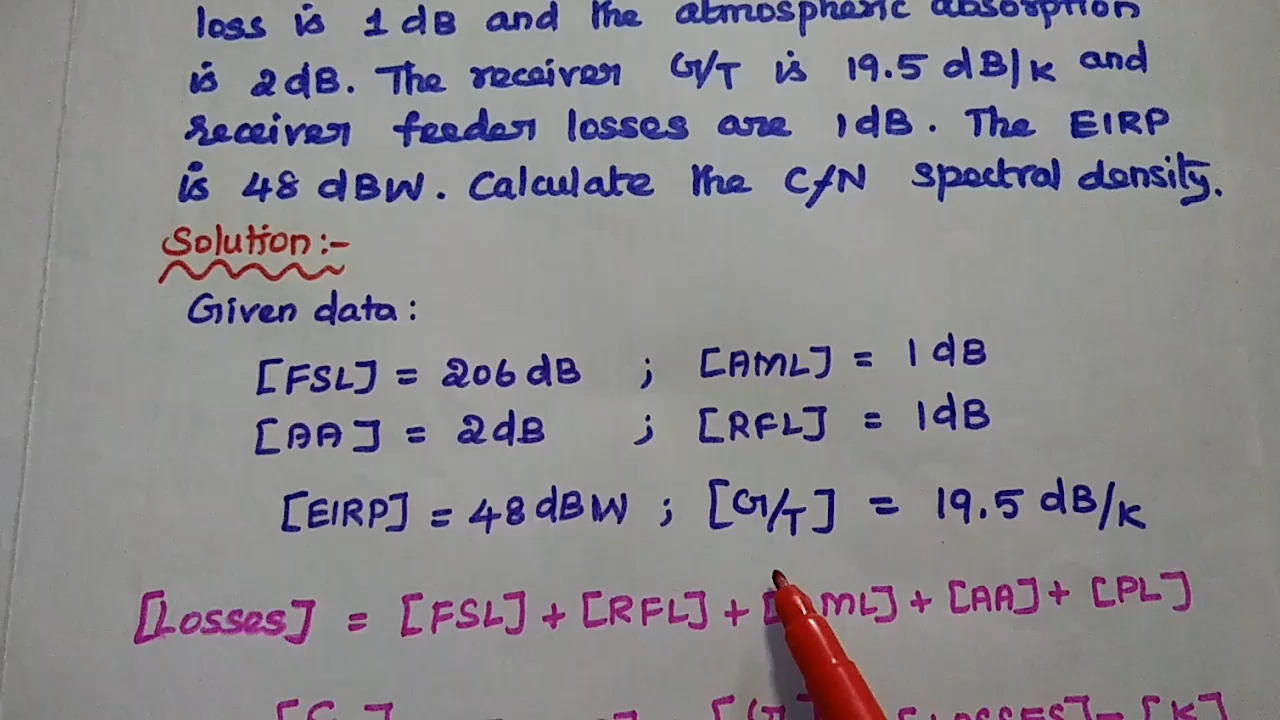 loss is 1 dB and the atmospheric absorption
is 2dB. The receiver G/T is 19.5 dB/K and
receiver feeder losses are 1dB. The EIRP
is 48 dBW. Calculate the C/N spectral density.
Solution:-
Given data:
[FSL] = 206 dB ; [AML] = 1 dB
[AA] = 2dB ; [RFL] = 1dB
[EIRP] = 48 dBW ; [G/T] = 19.5 dB/K
[Losses] = [FSL] + [RFL] + [AML] + [AA] + [PL]
[LOSSES] - [K]